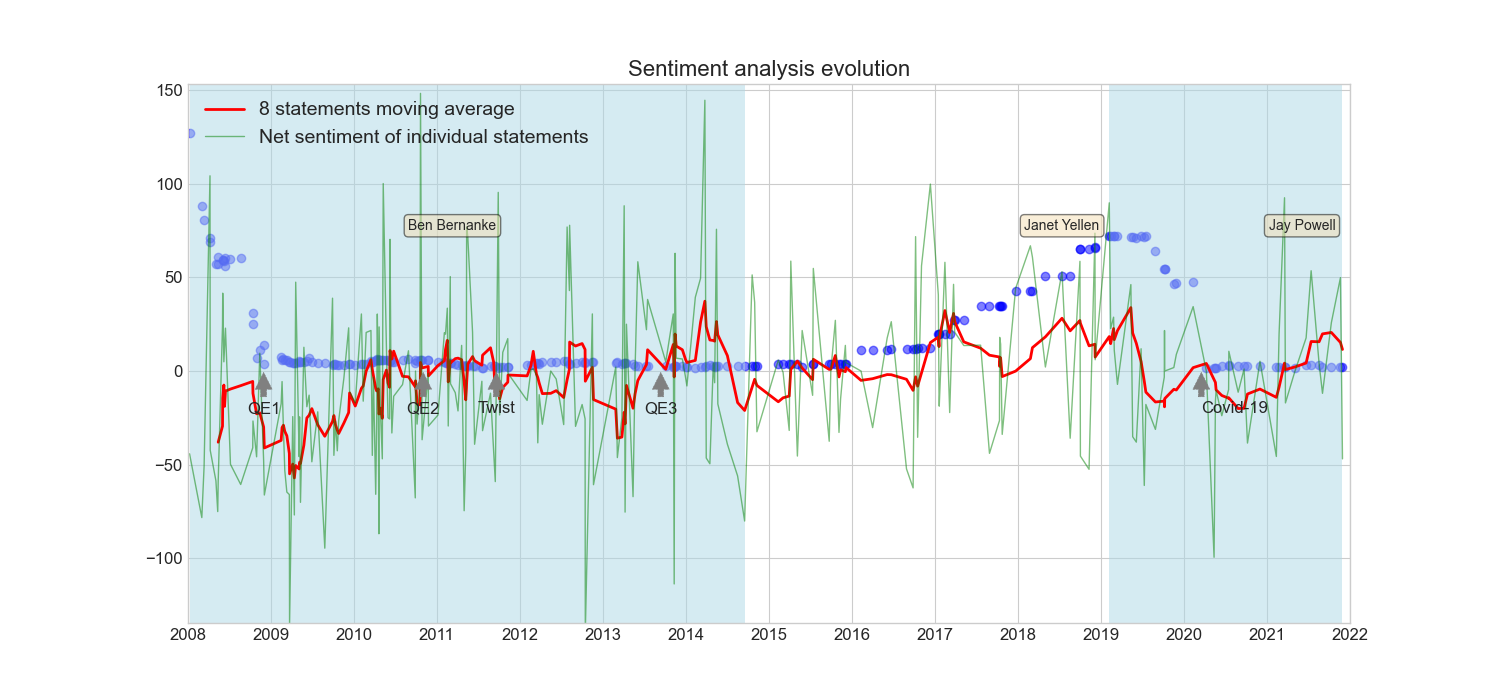 Sentiment analysis evolution
150
8 statements moving average
Net sentiment of individual statements
100
Ben Bernanke
Janet Yellen
Jay Powell
50
0
QE1
QE2
Twist
QE3
Covid-19
−50
−100
2008 2009 2010 2011 2012 2013 2014 2015 2016 2017 2018 2019 2020 2021 2022